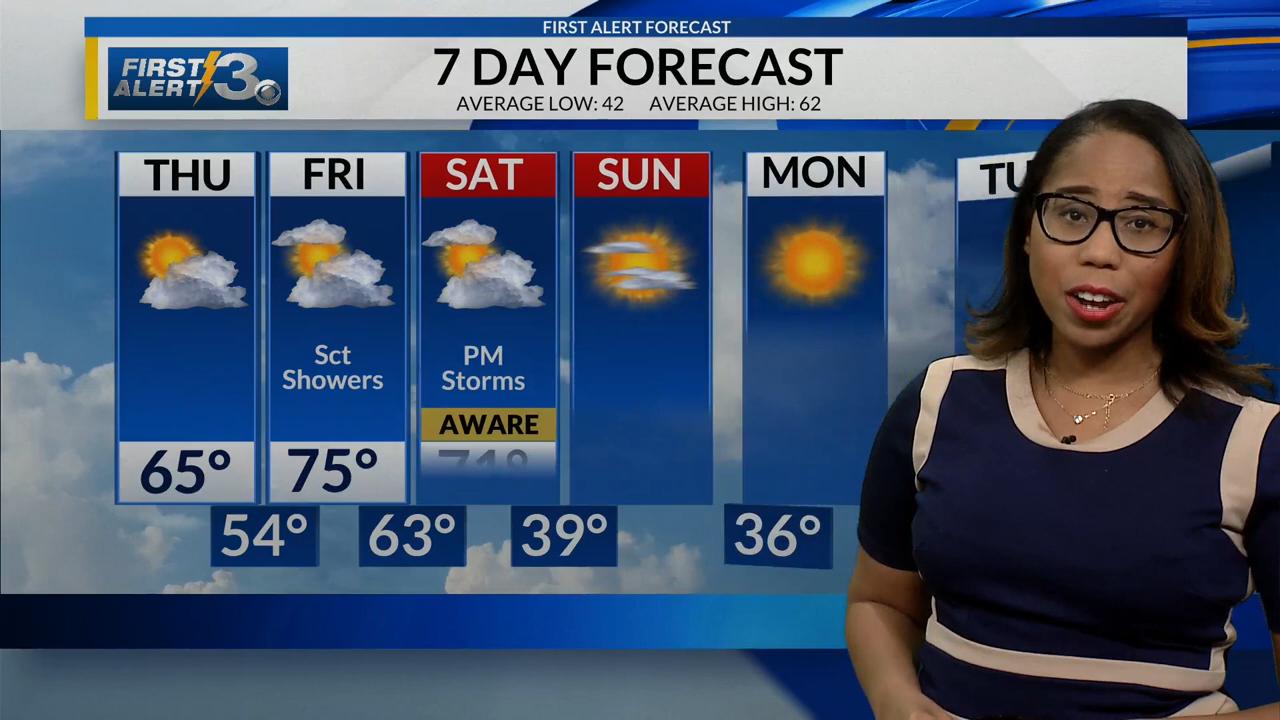 FIRST ALERT FORECAST
FIRST ALERT 3
7 DAY FORECAST
AVERAGE LOW: 42 AVERAGE HIGH: 62
THU FRI SAT SUN MON
Sct
Showers
PM
Storms
AWARE
65° 75° 74°
54° 63° 39° 36°